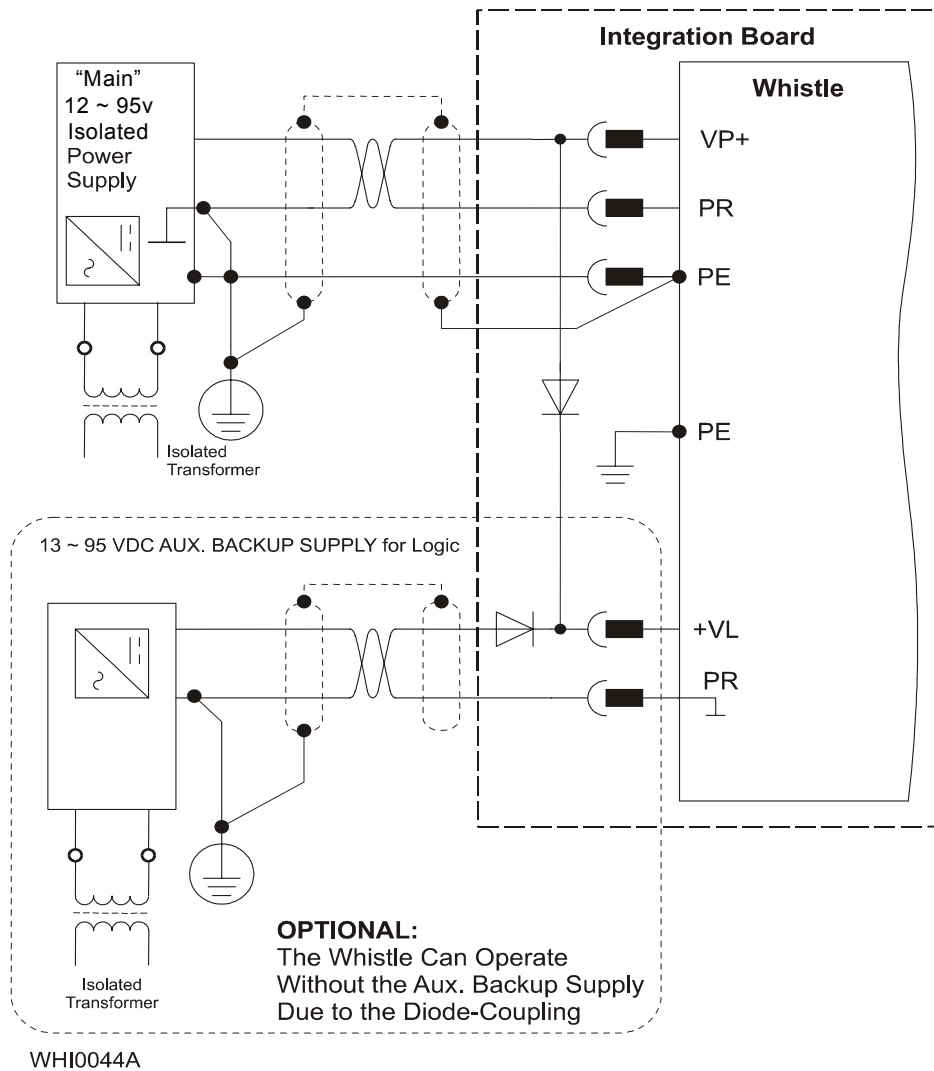 Integration Board
Whistle
“Main”
12 ~ 95v
Isolated
Power
Supply
VP+
PR
PE
PE
Isolated
Transformer
13 ~ 95 VDC AUX. BACKUP SUPPLY for Logic
+VL
PR
Isolated
Transformer
OPTIONAL:
The Whistle Can Operate
Without the Aux. Backup Supply
Due to the Diode-Coupling
WHI0044A